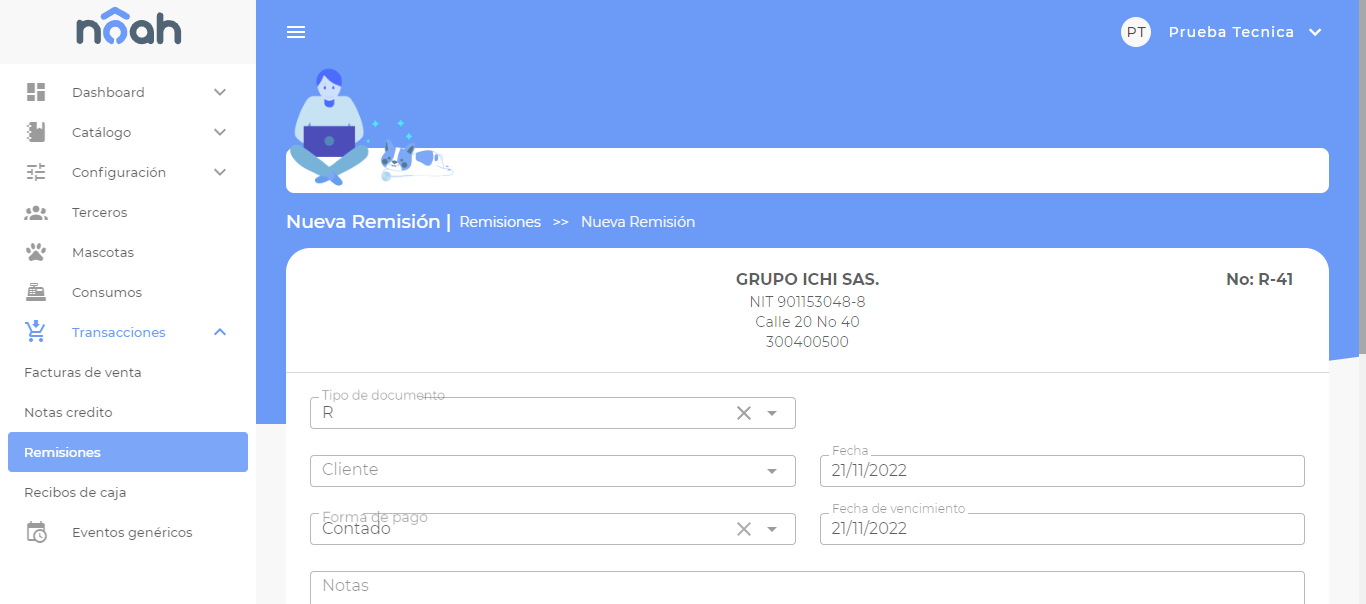 noah
PT
Prueba Tecnica
Dashboard
Catálogo
Configuración
Terceros
Mascotas
Consumos
Transacciones
Facturas de venta
Notas credito
Remisiones
Recibos de caja
Eventos genéricos
Nueva Remisión | Remisiones >> Nueva Remisión
GRUPO ICHI SAS.
No: R-41
NIT 901153048-8
Calle 20 No 40
300400500
Tipo de documento
R
Cliente
Fecha
21/11/2022
Forma de pago
Contado
Fecha de vencimiento
21/11/2022
Notas